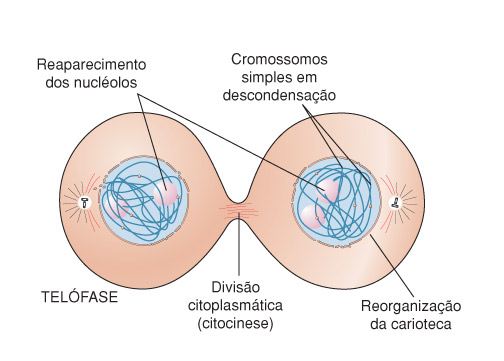 Reaparecimento
dos nucléolos
Cromossomos
simples em
descondensação
TELÓFASE
Divisão
citoplasmática
(citocinese)
Reorganização
da carioteca